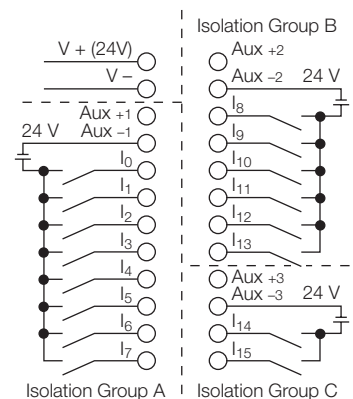 Isolation Group B
V + (24V)
V –
Aux +1
Aux –1
24 V
I0
I1
I2
I3
I4
I5
I6
I7
Isolation Group A
Aux +2
Aux –2
24 V
I8
I9
I10
I11
I12
I13
Aux +3
Aux –3
24 V
I14
I15
Isolation Group C